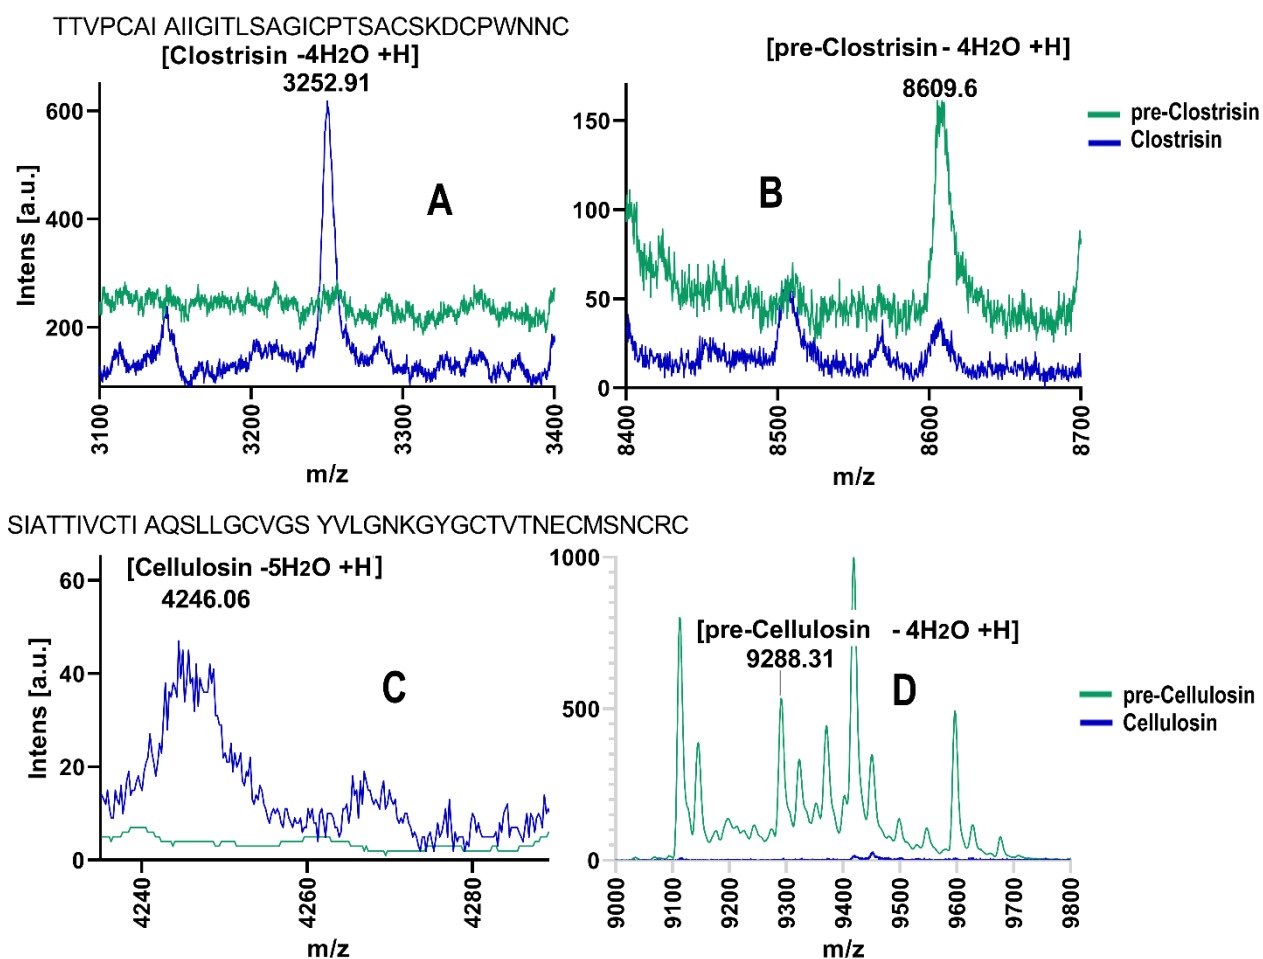 TTVPCAI AIIGITLSAGICPTSACSKDCPWNNC
[Clostrisin -4H2O +H]
3252.91
600
400
200
Intens [a.u.]
A
3100
3200
3300
3400
m/z
[pre-Clostrisin - 4H2O +H]
8609.6
150
100
50
0
B
8400
8500
8600
8700
m/z
pre-Clostrisin
Clostrisin
SIATTIVCTI AQSLLGCVGS YVLGNKGYGCTVTNECMSNCRC
[Cellulosin -5H2O +H]
4246.06
60
40
20
0
Intens [a.u.]
C
4240
4260
4280
m/z
1000
500
0
[pre-Cellulosin - 4H2O +H]
9288.31
D
9000
9100
9200
9300
9400
9500
9600
9700
9800
m/z
pre-Cellulosin
Cellulosin